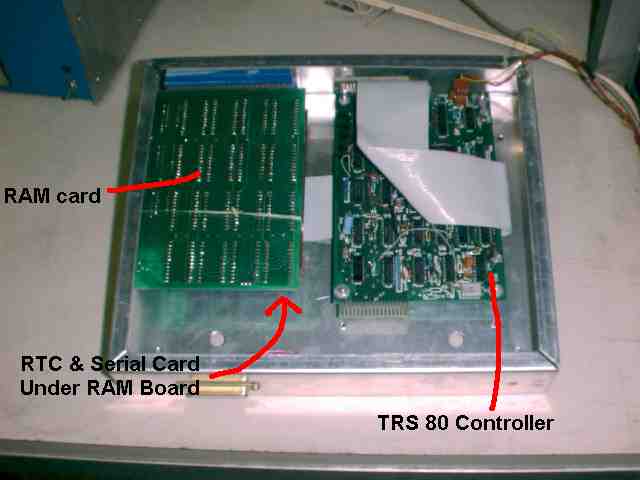 RAM card
RTC & Serial Card
Under RAM Board
TRS 80 Controller